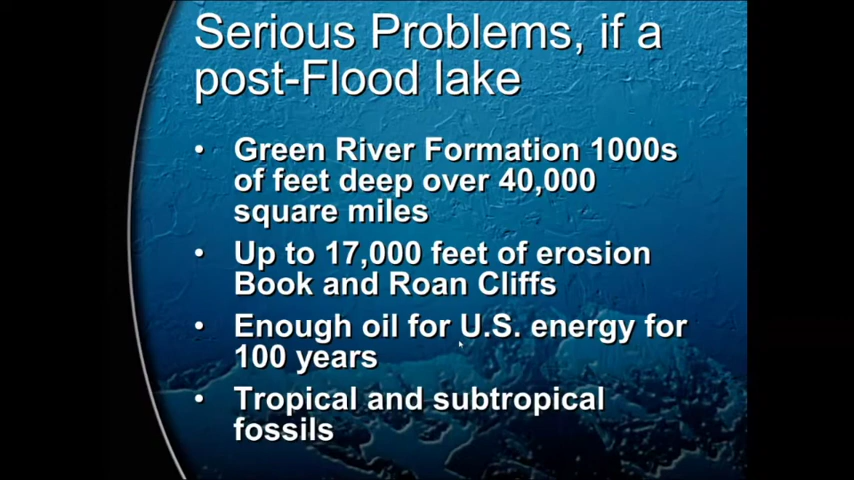 Serious Problems, if a
post-Flood lake
• Green River Formation 1000s
of feet deep over 40,000
square miles
• Up to 17,000 feet of erosion
Book and Roan Cliffs
• Enough oil for U.S. energy for
100 years
• Tropical and subtropical
fossils